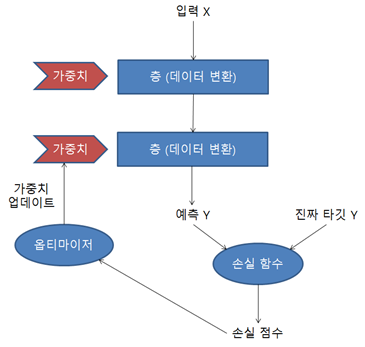 입력 X
가중치
층 (데이터 변환)
가중치
층 (데이터 변환)
가중치
업데이트
예측 Y
진짜 타깃 Y
옵티마이저
손실 함수
손실 점수